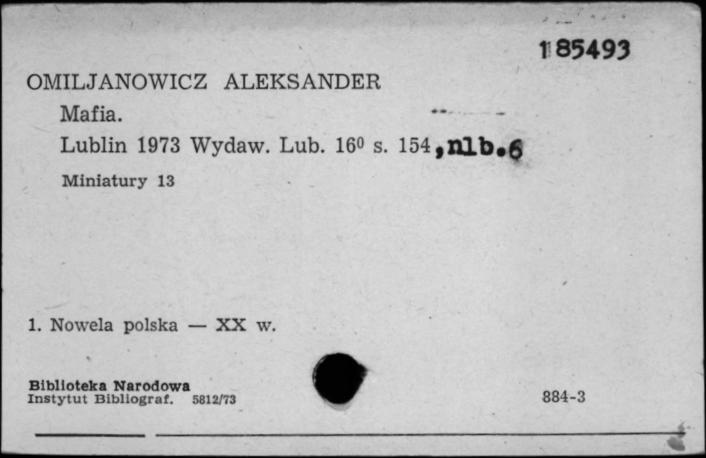 185493
OMILJANOWICZ ALEKSANDER
Mafia.
Lublin 1973 Wydaw. Lub. 16⁰ s. 154, nlb. 6
Miniatury 13
1. Nowela polska — XX w.
Biblioteka Narodowa
Instytut Bibliograf. 5812/73
884-3